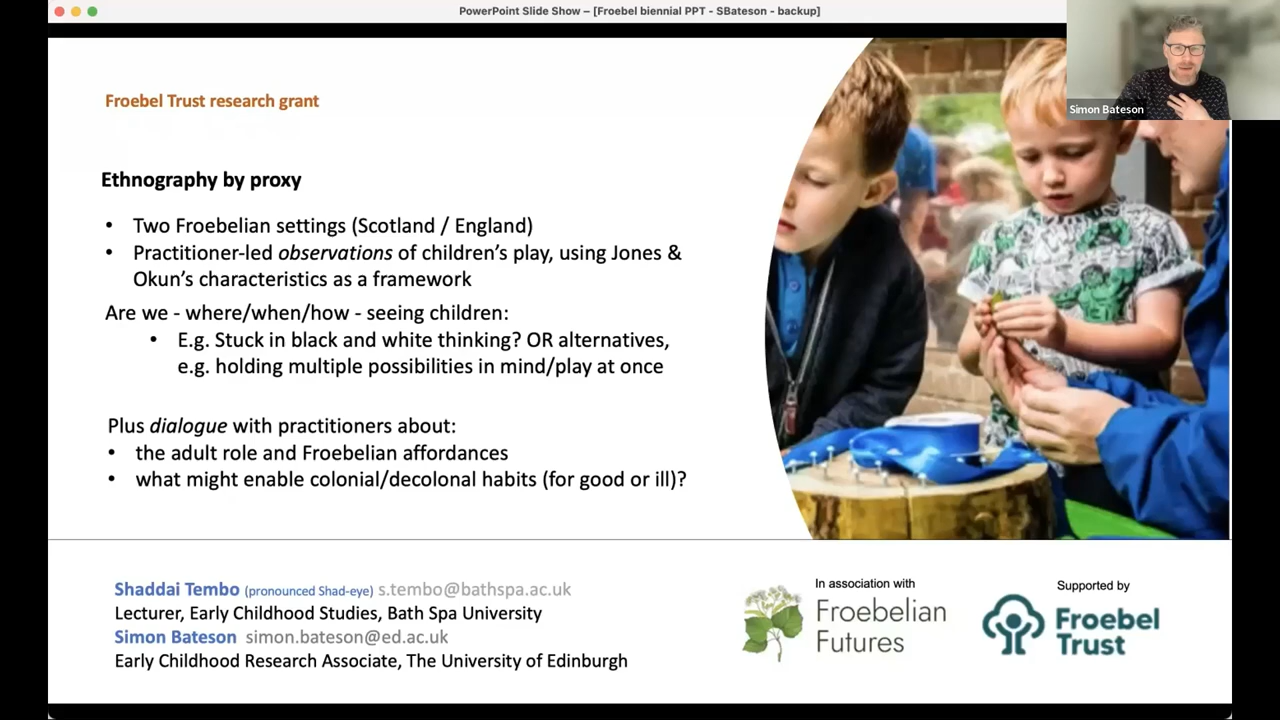 PowerPoint Slide Show – [Froebel biennial PPT - SBateson - backup]
Simon Bateson
Froebel Trust research grant
Ethnography by proxy
• Two Froebelian settings (Scotland / England)
• Practitioner-led observations of children’s play, using Jones &
Okun’s characteristics as a framework
Are we - where/when/how - seeing children:
• E.g. Stuck in black and white thinking? OR alternatives,
e.g. holding multiple possibilities in mind/play at once
Plus dialogue with practitioners about:
• the adult role and Froebelian affordances
• what might enable colonial/decolonal habits (for good or ill)?
Shaddai Tembo (pronounced Shad-eye) s.tembo@bathspa.ac.uk
Lecturer, Early Childhood Studies, Bath Spa University
Simon Bateson simon.bateson@ed.ac.uk
Early Childhood Research Associate, The University of Edinburgh
In association with
Froebelian
Futures
Supported by
Froebel
Trust